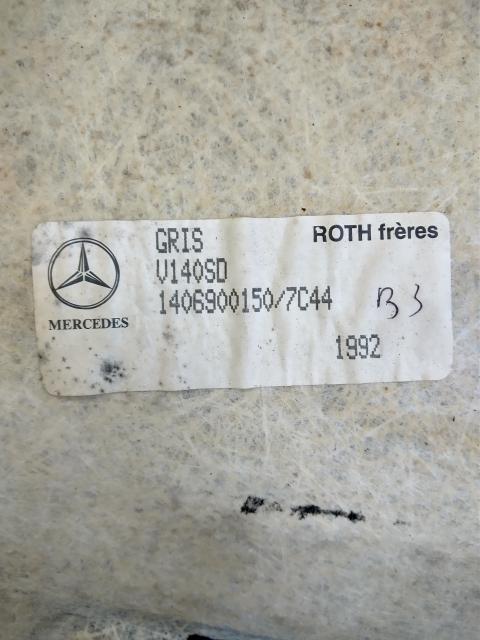 GRIS
ROTH frères
V140SD
1406900150/7C44
B3
MERCEDES
1992